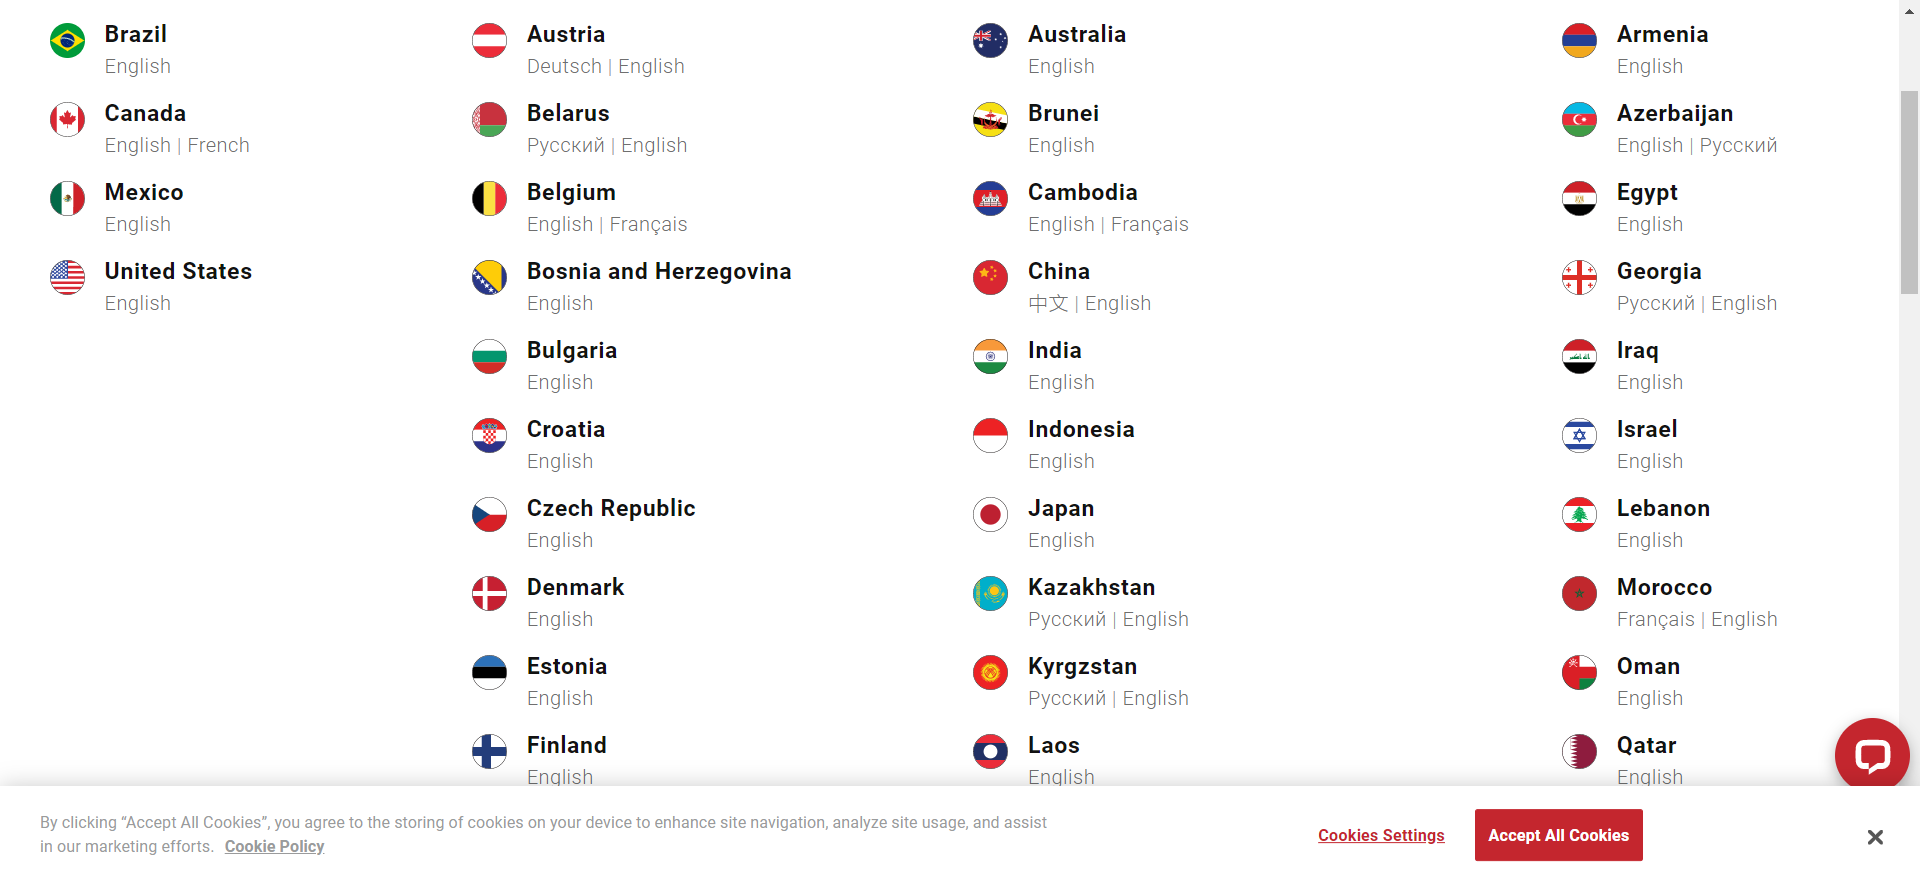 Brazil
English
Canada
English | French
Mexico
English
United States
English
Austria
Deutsch | English
Belarus
Русский | English
Belgium
English | Français
Bosnia and Herzegovina
English
Bulgaria
English
Croatia
English
Czech Republic
English
Denmark
English
Estonia
English
Finland
English
Australia
English
Brunei
English
Cambodia
English | Français
China
中文 | English
India
English
Indonesia
English
Japan
English
Kazakhstan
Русский | English
Kyrgzstan
Русский | English
Laos
English
Armenia
English
Azerbaijan
English | Русский
Egypt
English
Georgia
Русский | English
Iraq
English
Israel
English
Lebanon
English
Morocco
Français | English
Oman
English
Qatar
English
By clicking “Accept All Cookies”, you agree to the storing of cookies on your device to enhance site navigation, analyze site usage, and assist
in our marketing efforts. Cookie Policy
Cookies Settings
Accept All Cookies